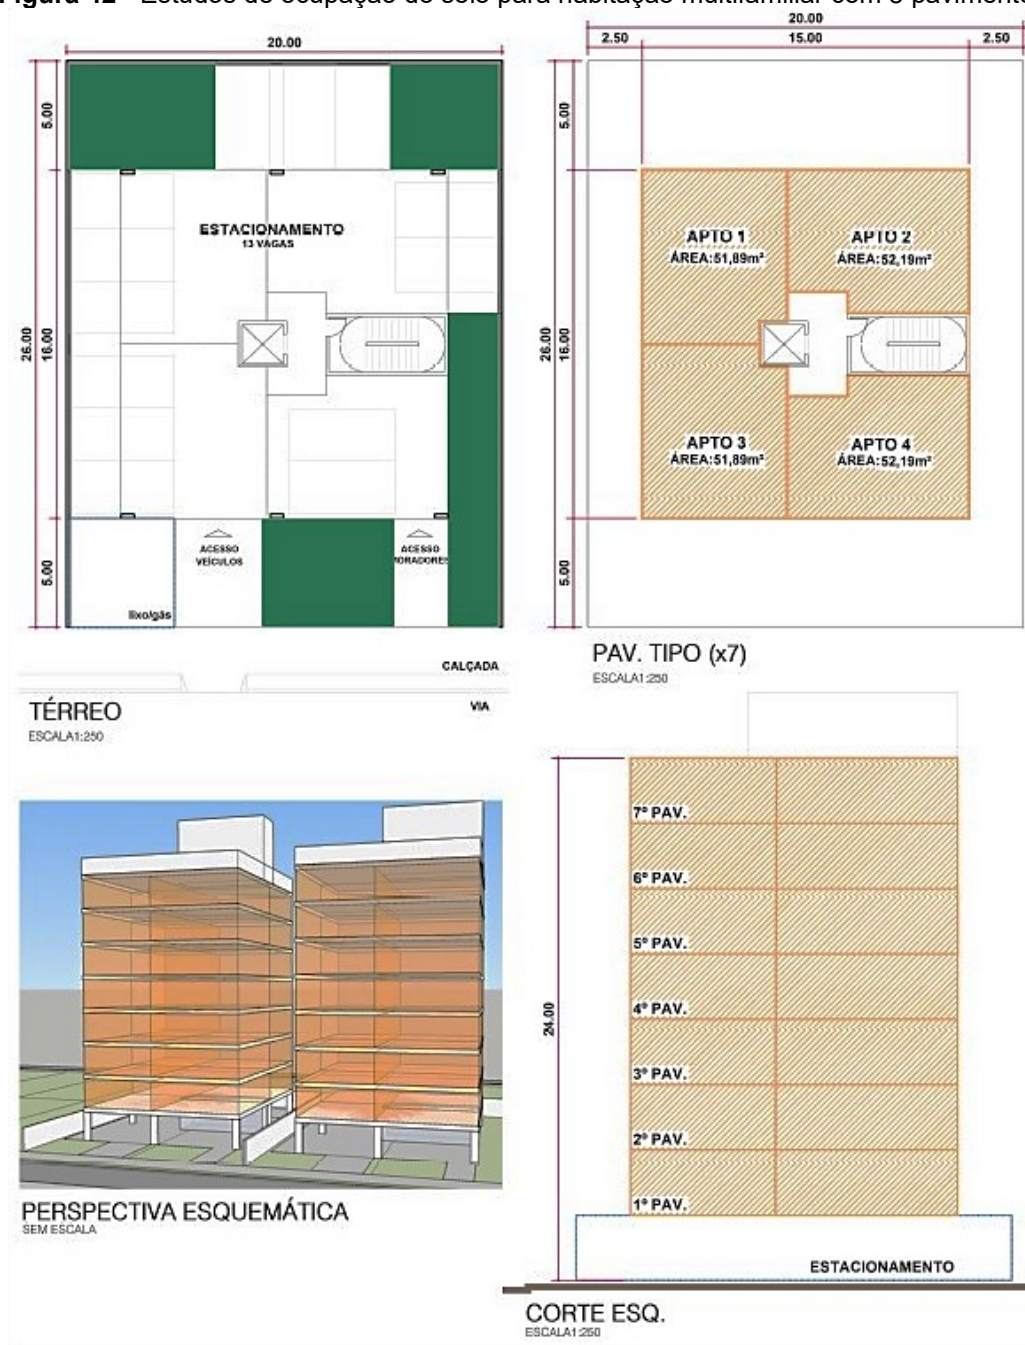 Figura 42 - Estudos de ocupação do solo para habitação multifamiliar com 8 pavimento
20.00
5.00
26.00
16.00
5.00
ESTACIONAMENTO
13 VAGAS
ACESSO
VEÍCULOS
ACESSO
MORADORES
lixo/gás
CALÇADA
VIA
TÉRREO
ESCALA1:250
20.00
2.50
15.00
2.50
5.00
26.00
16.00
5.00
APTO 1
ÁREA:51,89m²
APTO 2
ÁREA:52,19m²
APTO 3
ÁREA:51,89m²
APTO 4
ÁREA:52,19m²
PAV. TIPO (x7)
ESCALA1:250
PERSPECTIVA ESQUEMÁTICA
SEM ESCALA
24.00
7º PAV.
6º PAV.
5º PAV.
4º PAV.
3º PAV.
2º PAV.
1º PAV.
ESTACIONAMENTO
CORTE ESQ.
ESCALA1:250